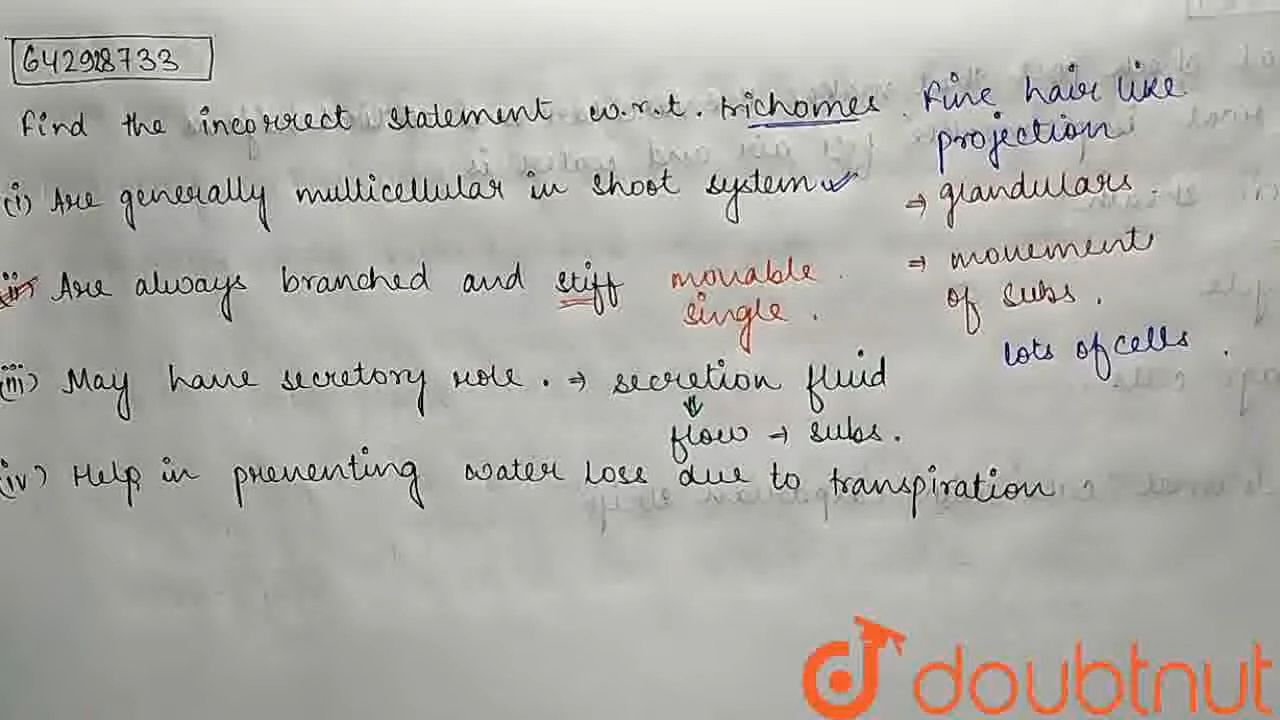 642928733
Find the incorrect statement w.r.t. trichomes. Fine hair like
projection
(i) Are generally multicellular in shoot system ✓
⇒ glandulars.
(ii) Are always branched and stiff movable
single.
⇒ movements
of subs.
lots of cells.
(iii) May have secretory role. ⇒ secretion fluid
flow → subs.
(iv) Help in preventing water loss due to transpiration
doubtnut